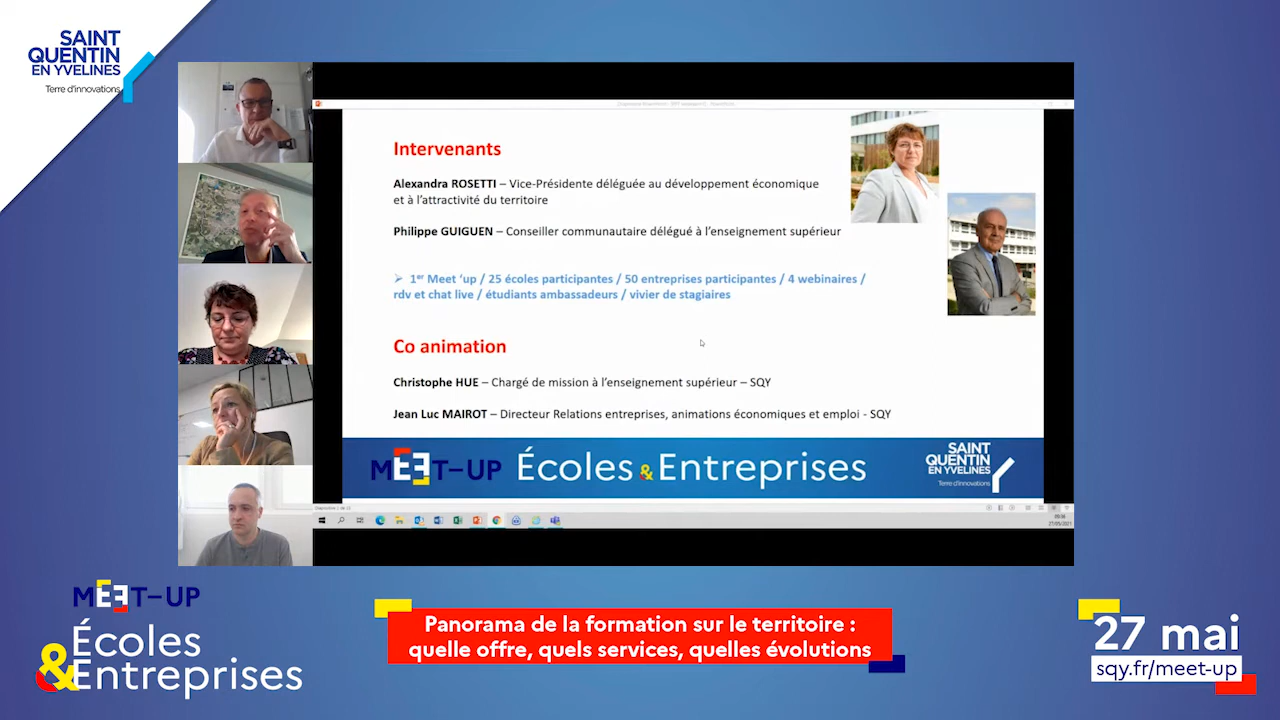 SAINT
QUENTIN
EN YVELINES
Terre d'innovations
Intervenants
Alexandra ROSETTI – Vice-Présidente déléguée au développement économique
et à l'attractivité du territoire
Philippe GUIGUEN – Conseiller communautaire délégué à l'enseignement supérieur
➢ 1er Meet 'up / 25 écoles participantes / 50 entreprises participantes / 4 webinaires /
rdv et chat live / étudiants ambassadeurs / vivier de stagiaires
Co animation
Christophe HUE – Chargé de mission à l'enseignement supérieur – SQY
Jean Luc MAIROT – Directeur Relations entreprises, animations économiques et emploi - SQY
MEET-UP Écoles & Entreprises
SAINT
QUENTIN
EN YVELINES
Terre d'innovations
27/05/2021
MEET-UP
Écoles
& Entreprises
Panorama de la formation sur le territoire :
quelle offre, quels services, quelles évolutions
27 mai
sqy.fr/meet-up